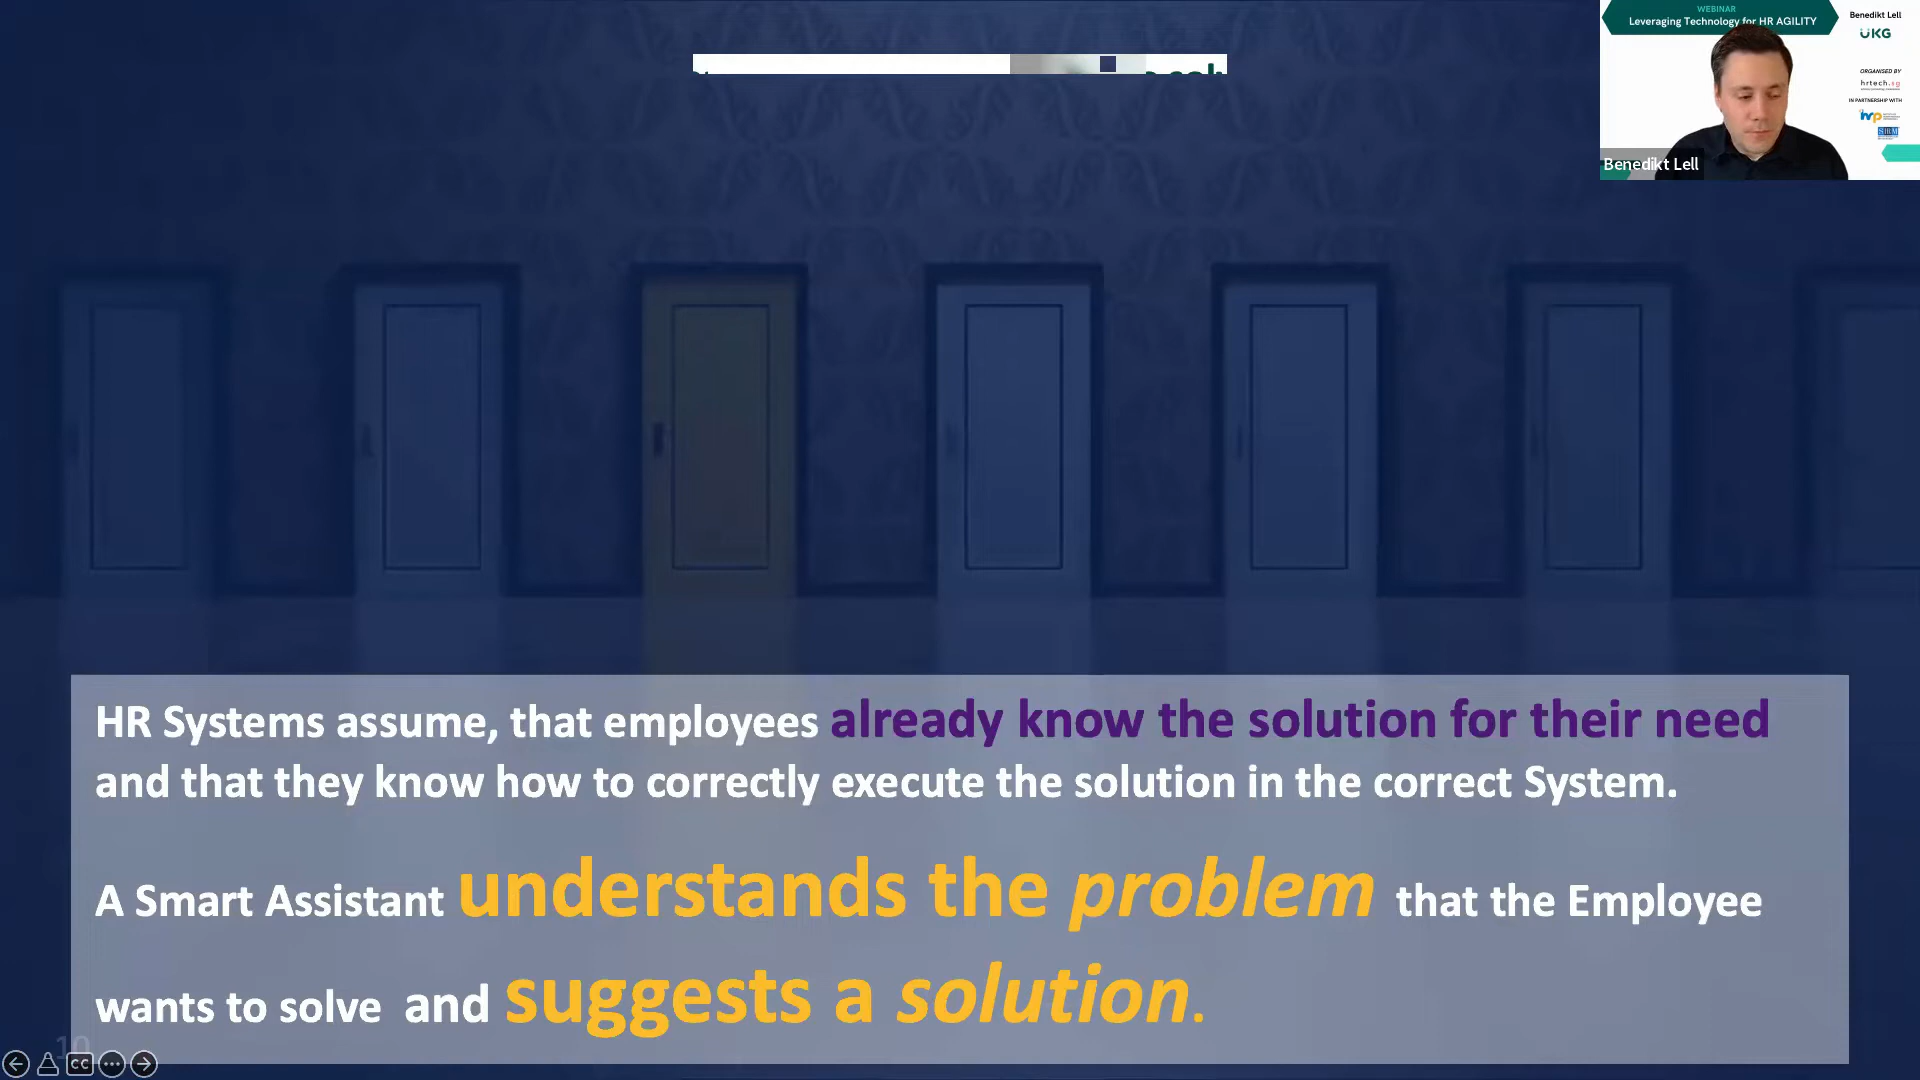 WEBINAR
Leveraging Technology for HR AGILITY
Benedikt Lell
UKG
ORGANISED BY
hrtech.sg
IN PARTNERSHIP WITH
Benedikt Lell
HR Systems assume, that employees already know the solution for their need
and that they know how to correctly execute the solution in the correct System.
A Smart Assistant understands the problem that the Employee
wants to solve and suggests a solution.
10
CC